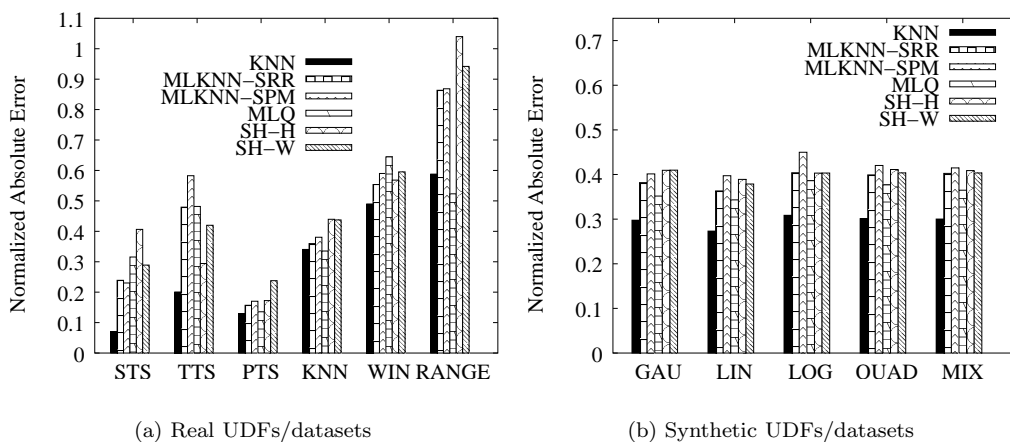 Normalized Absolute Error
1.1
1
0.9
0.8
0.7
0.6
0.5
0.4
0.3
0.2
0.1
0
KNN
MLKNN−SRR
MLKNN−SPM
MLQ
SH−H
SH−W
STS TTS PTS KNN WIN RANGE
(a) Real UDFs/datasets
Normalized Absolute Error
0.7
0.6
0.5
0.4
0.3
0.2
0.1
0
KNN
MLKNN−SRR
MLKNN−SPM
MLQ
SH−H
SH−W
GAU LIN LOG OUAD MIX
(b) Synthetic UDFs/datasets